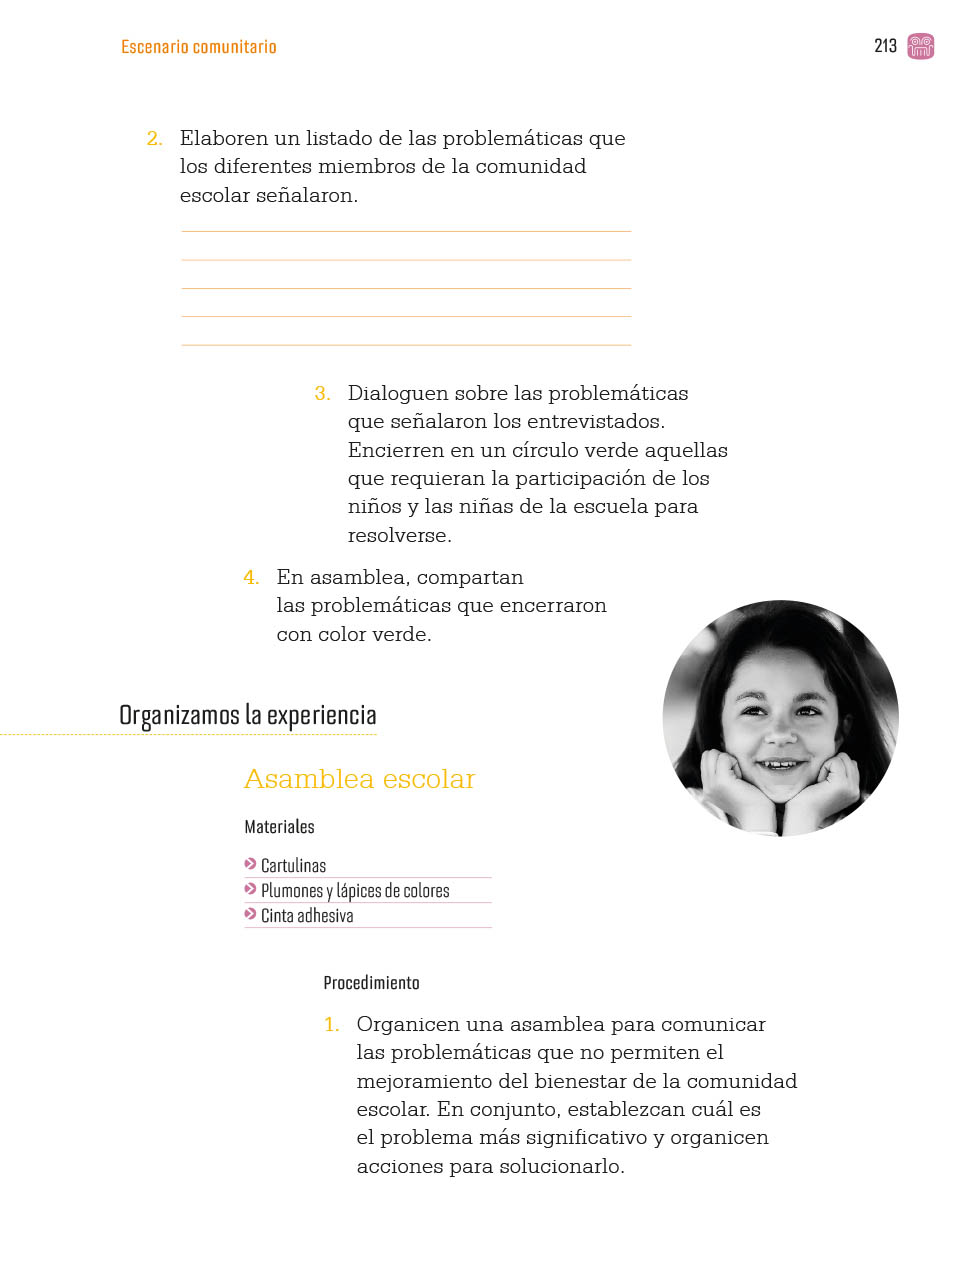 Escenario comunitario
213
2. Elaboren un listado de las problemáticas que
los diferentes miembros de la comunidad
escolar señalaron.
3. Dialoguen sobre las problemáticas
que señalaron los entrevistados.
Encierren en un círculo verde aquellas
que requieran la participación de los
niños y las niñas de la escuela para
resolverse.
4. En asamblea, compartan
las problemáticas que encerraron
con color verde.
Organizamos la experiencia
Asamblea escolar
Materiales
Cartulinas
Plumones y lápices de colores
Cinta adhesiva
Procedimiento
1. Organicen una asamblea para comunicar
las problemáticas que no permiten el
mejoramiento del bienestar de la comunidad
escolar. En conjunto, establezcan cuál es
el problema más significativo y organicen
acciones para solucionarlo.